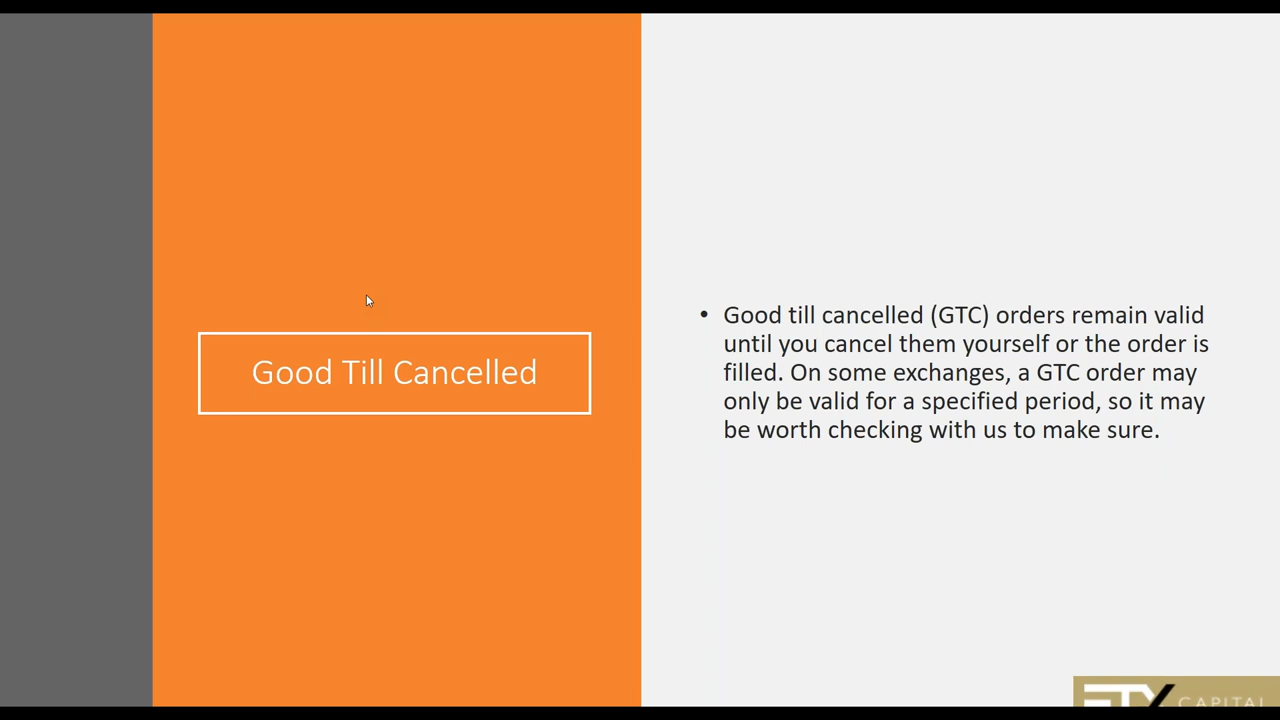 Good Till Cancelled
• Good till cancelled (GTC) orders remain valid
until you cancel them yourself or the order is
filled. On some exchanges, a GTC order may
only be valid for a specified period, so it may
be worth checking with us to make sure.
ETX CAPITAL